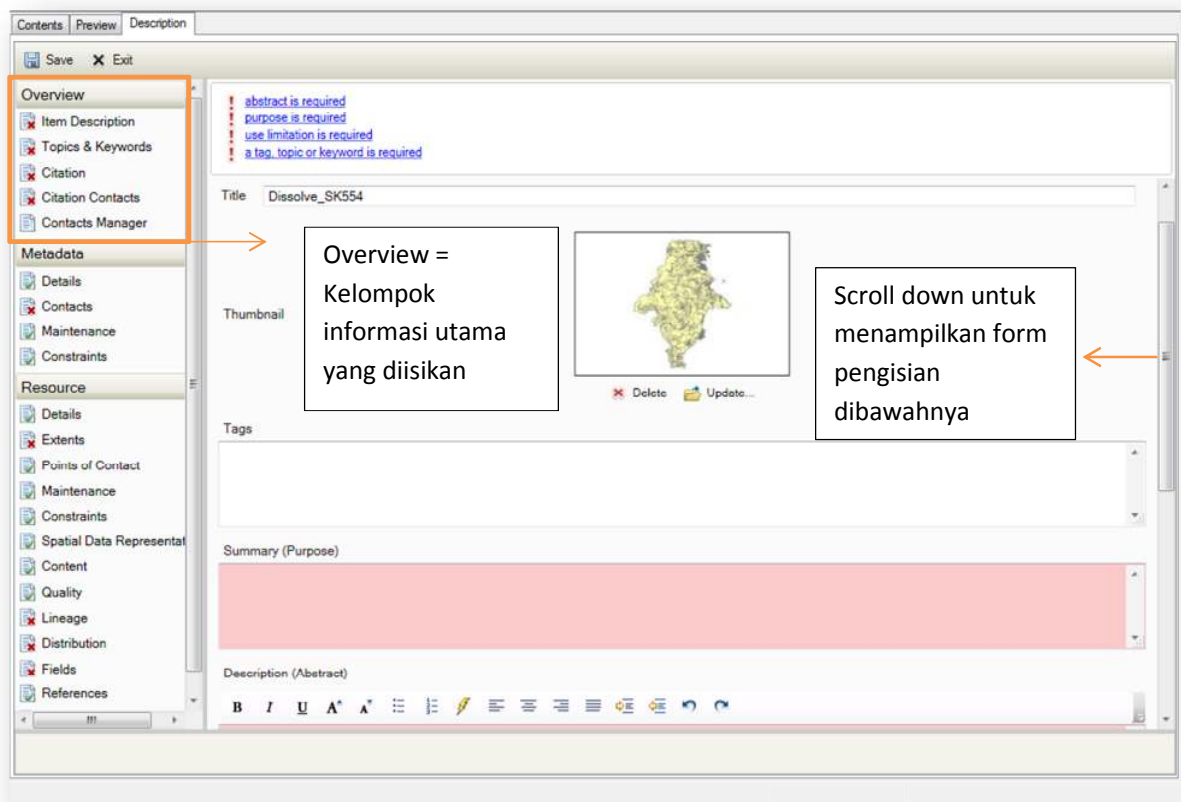 Contents Preview Description
Save Exit
Overview
Item Description
Topics & Keywords
Citation
Citation Contacts
Contacts Manager
Metadata
Details
Contacts
Maintenance
Constraints
Resource
Details
Extents
Points of Contact
Maintenance
Constraints
Spatial Data Representat
Content
Quality
Lineage
Distribution
Fields
References
! abstract is required
! purpose is required
! use limitation is required
! a tag, topic or keyword is required
Title Dissolve_SK554
Thumbnail
Overview =
Kelompok
informasi utama
yang diisikan
Delete Update...
Scroll down untuk
menampilkan form
pengisian
dibawahnya
Tags
Summary (Purpose)
Description (Abstract)
B I U A A